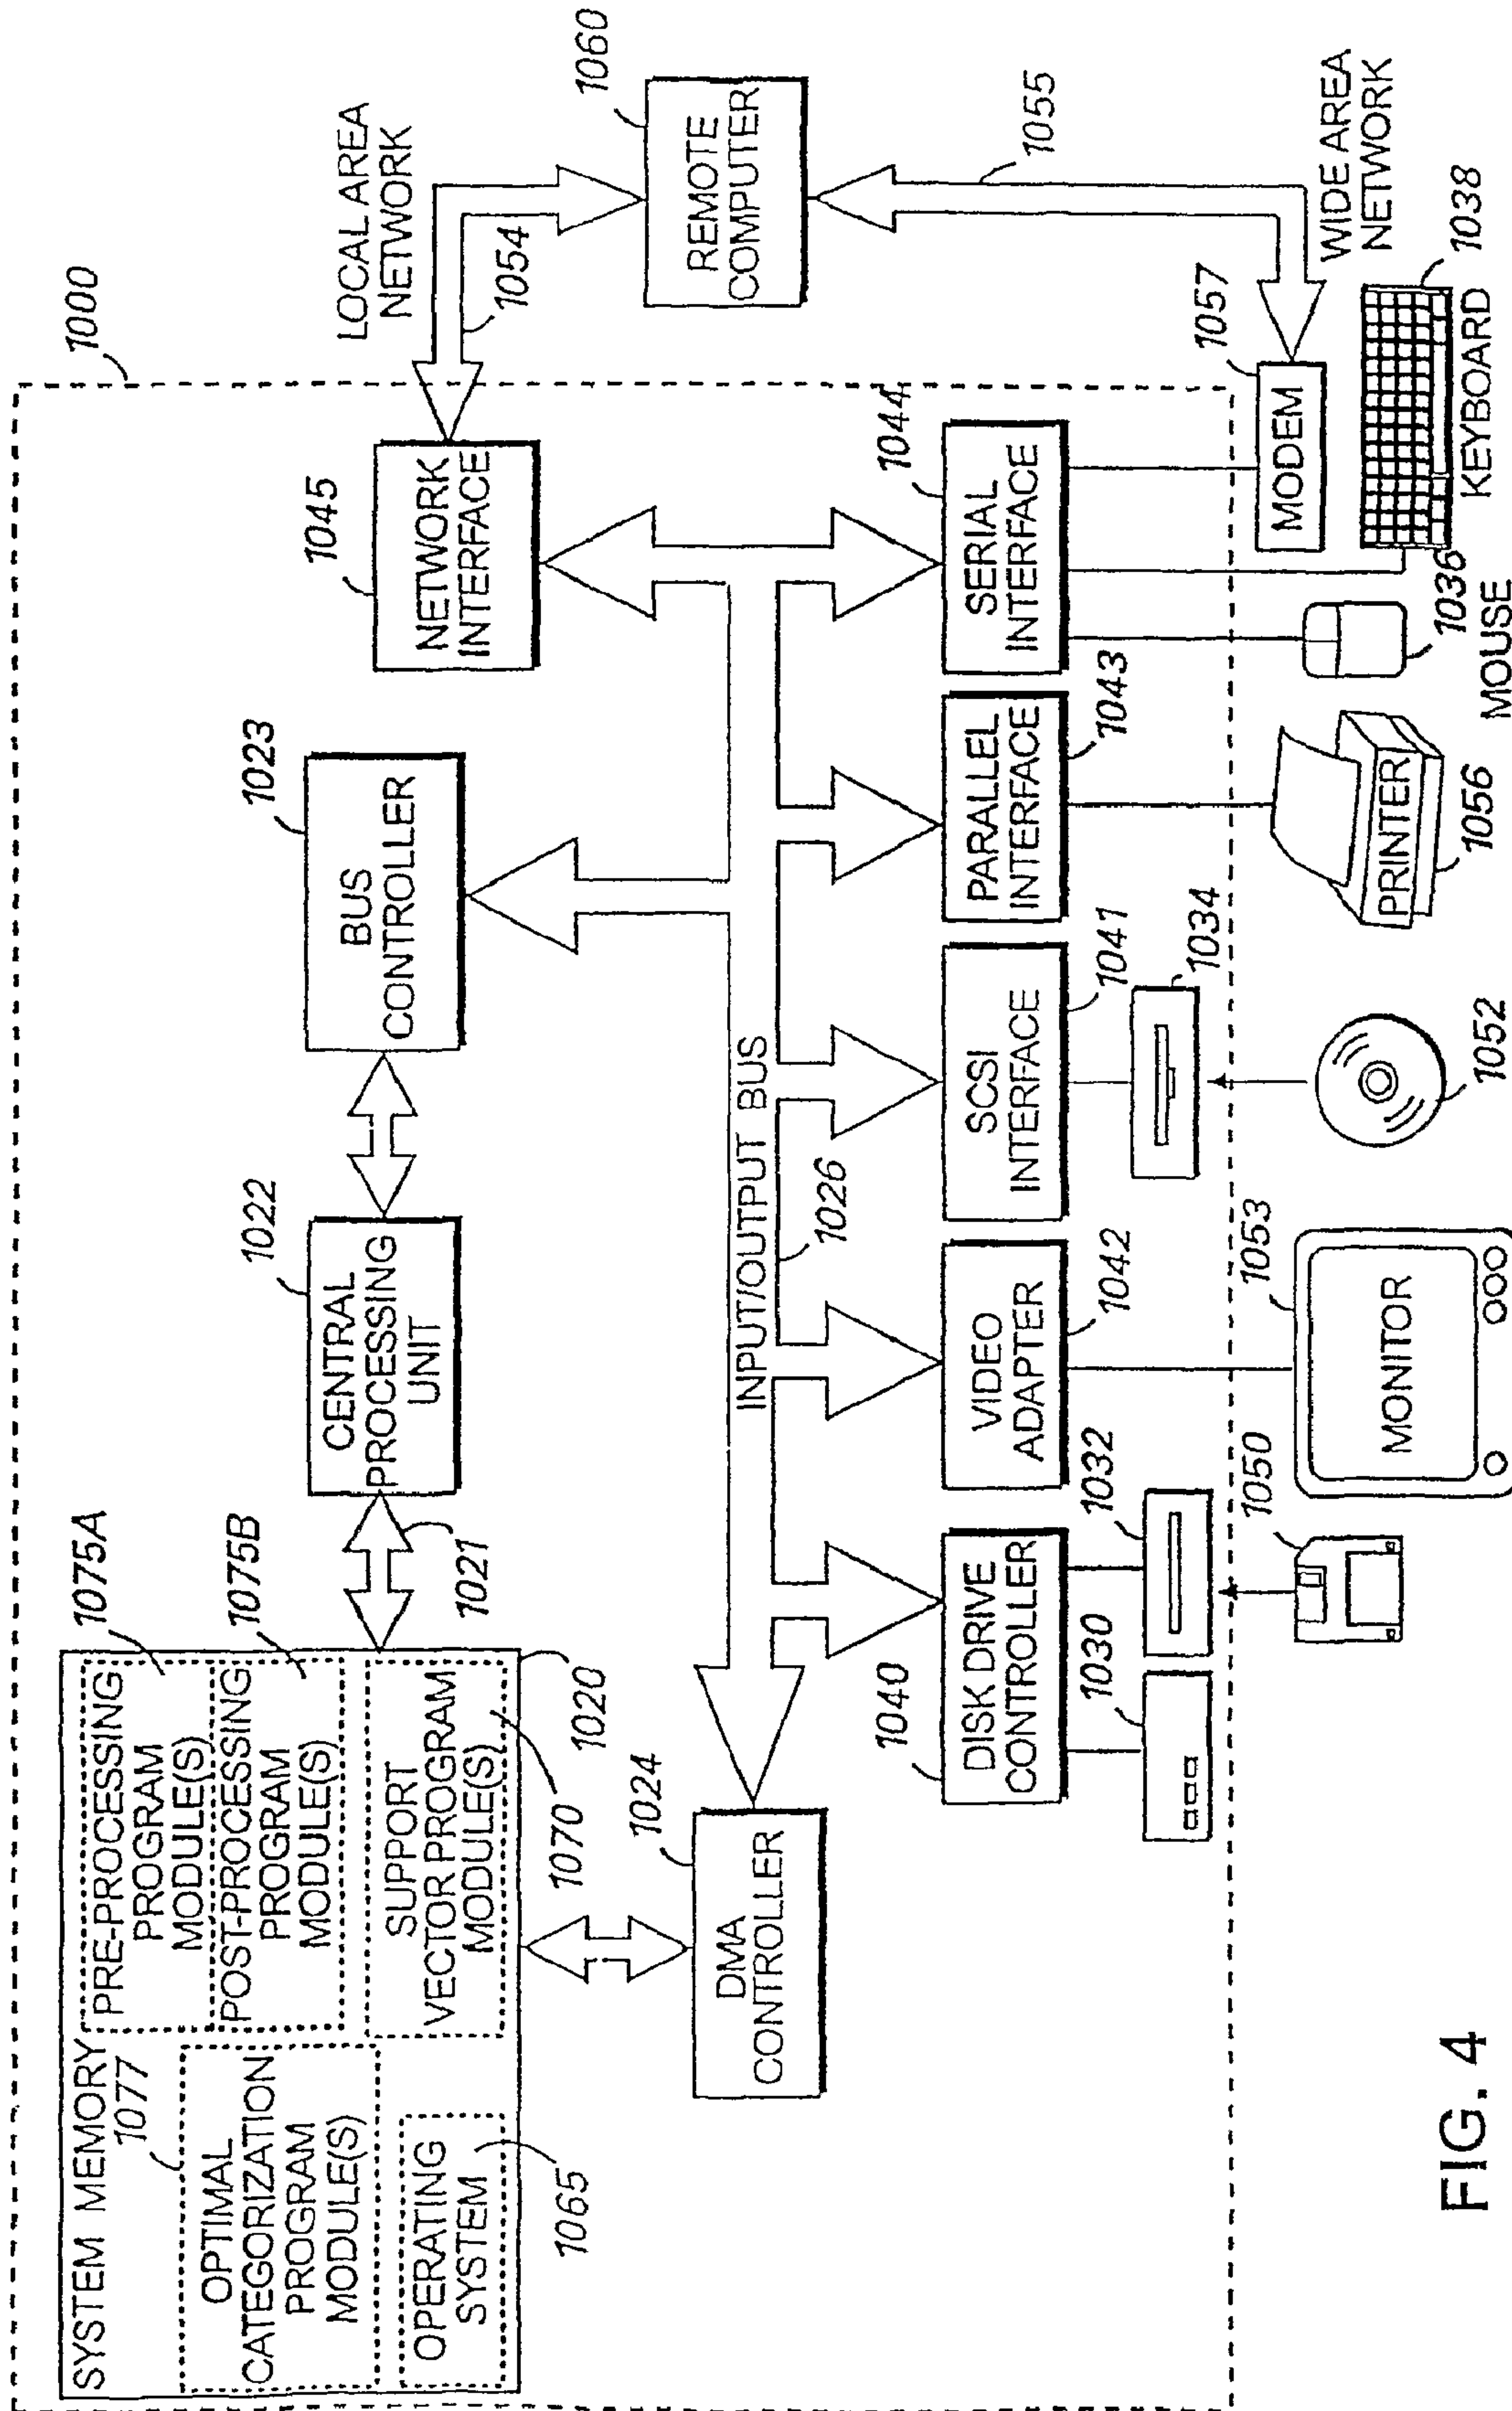 1000
SYSTEM MEMORY
1077
OPTIMAL
CATEGORIZATION
PROGRAM
MODULE(S)
OPERATING
SYSTEM
1065
PRE-PROCESSING
PROGRAM
MODULE(S)
1075A
POST-PROCESSING
PROGRAM
MODULE(S)
1075B
SUPPORT
VECTOR PROGRAM
MODULE(S)
1070
1020
1021
CENTRAL
PROCESSING
UNIT
1022
BUS
CONTROLLER
1023
NETWORK
INTERFACE
1045
LOCAL AREA
NETWORK
1054
REMOTE
COMPUTER
1060
1055
WIDE AREA
NETWORK
DMA
CONTROLLER
1024
INPUT/OUTPUT BUS
1026
DISK DRIVE
CONTROLLER
1040
1030
1032
VIDEO
ADAPTER
1042
SCSI
INTERFACE
1041
1034
PARALLEL
INTERFACE
1043
SERIAL
INTERFACE
1044
MODEM
1057
1050
MONITOR
1053
1052
PRINTER
1056
MOUSE
1036
KEYBOARD
1038
FIG. 4